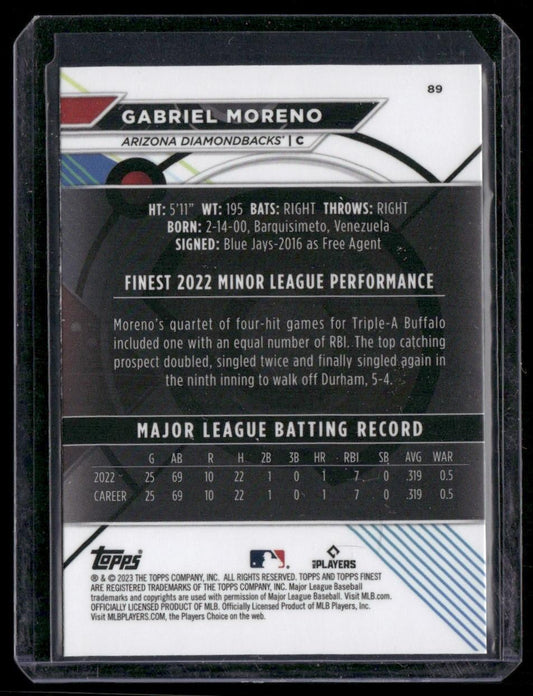 89
GABRIEL MORENO
ARIZONA DIAMONDBACKS® | C
HT: 5'11" WT: 195 BATS: RIGHT THROWS: RIGHT
BORN: 2-14-00, Barquisimeto, Venezuela
SIGNED: Blue Jays-2016 as Free Agent
FINEST 2022 MINOR LEAGUE PERFORMANCE
Moreno's quartet of four-hit games for Triple-A Buffalo
included one with an equal number of RBI. The top catching
prospect doubled, singled twice and finally singled again in
the ninth inning to walk off Durham, 5-4.
MAJOR LEAGUE BATTING RECORD
G AB R H 2B 3B HR RBI SB AVG WAR
2022 25 69 10 22 1 0 1 7 0 .319 0.5
CAREER 25 69 10 22 1 0 1 7 0 .319 0.5
Topps
MLB PLAYERS
® & © 2023 THE TOPPS COMPANY, INC. ALL RIGHTS RESERVED. TOPPS AND TOPPS FINEST
ARE REGISTERED TRADEMARKS OF THE TOPPS COMPANY, INC. Major League Baseball
trademarks and copyrights are used with permission of Major League Baseball. Visit MLB.com.
OFFICIALLY LICENSED PRODUCT OF MLB. Officially Licensed Product of MLB Players, Inc.
Visit MLBPLAYERS.COM, the Players Choice on the web.